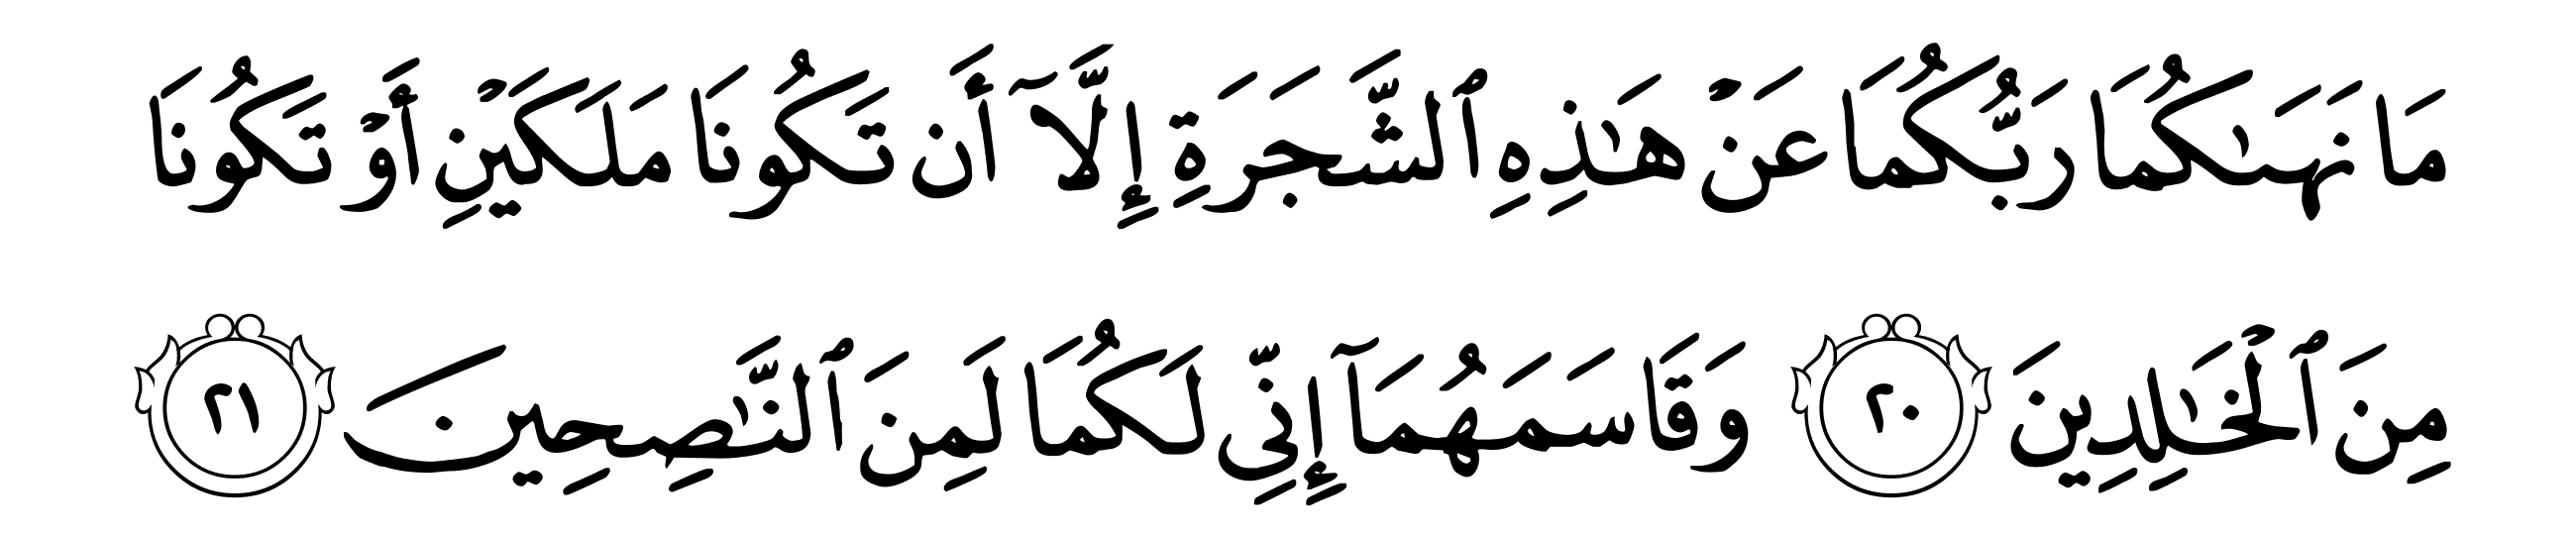 مَا نَهَىٰكُمَا رَبُّكُمَا عَنْ هَٰذِهِ ٱلشَّجَرَةِ إِلَّآ أَن تَكُونَا مَلَكَيْنِ أَوْ تَكُونَا
مِنَ ٱلْخَٰلِدِينَ ٢٠ وَقَاسَمَهُمَآ إِنِّي لَكُمَا لَمِنَ ٱلنَّٰصِحِينَ ٢١